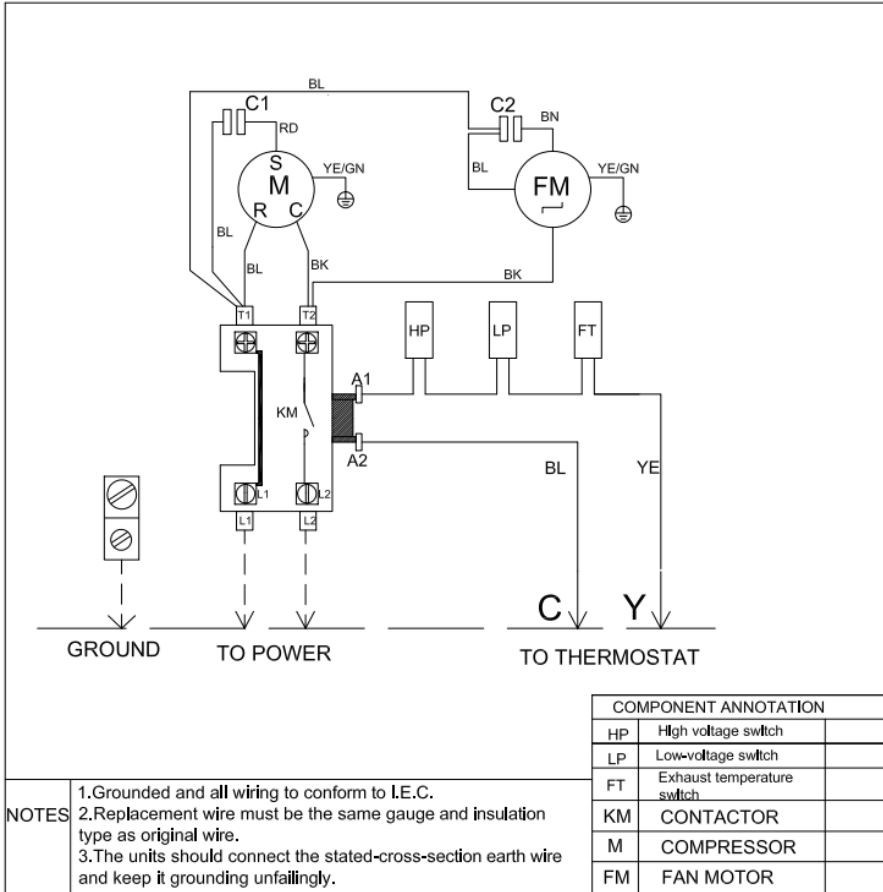 BL
C1
C2
BN
RD
S
YE/GN
BL
YE/GN
M
FM
R C
BL
BL
BK
BK
T1
T2
HP
LP
FT
A1
KM
A2
BL
YE
L1
L2
L1
L2
C
Y
GROUND
TO POWER
TO THERMOSTAT
COMPONENT ANNOTATION
HP High voltage switch
LP Low-voltage switch
FT Exhaust temperature
switch
KM CONTACTOR
M COMPRESSOR
FM FAN MOTOR
NOTES
1.Grounded and all wiring to conform to I.E.C.
2.Replacement wire must be the same gauge and insulation
type as original wire.
3.The units should connect the stated-cross-section earth wire
and keep it grounding unfailingly.